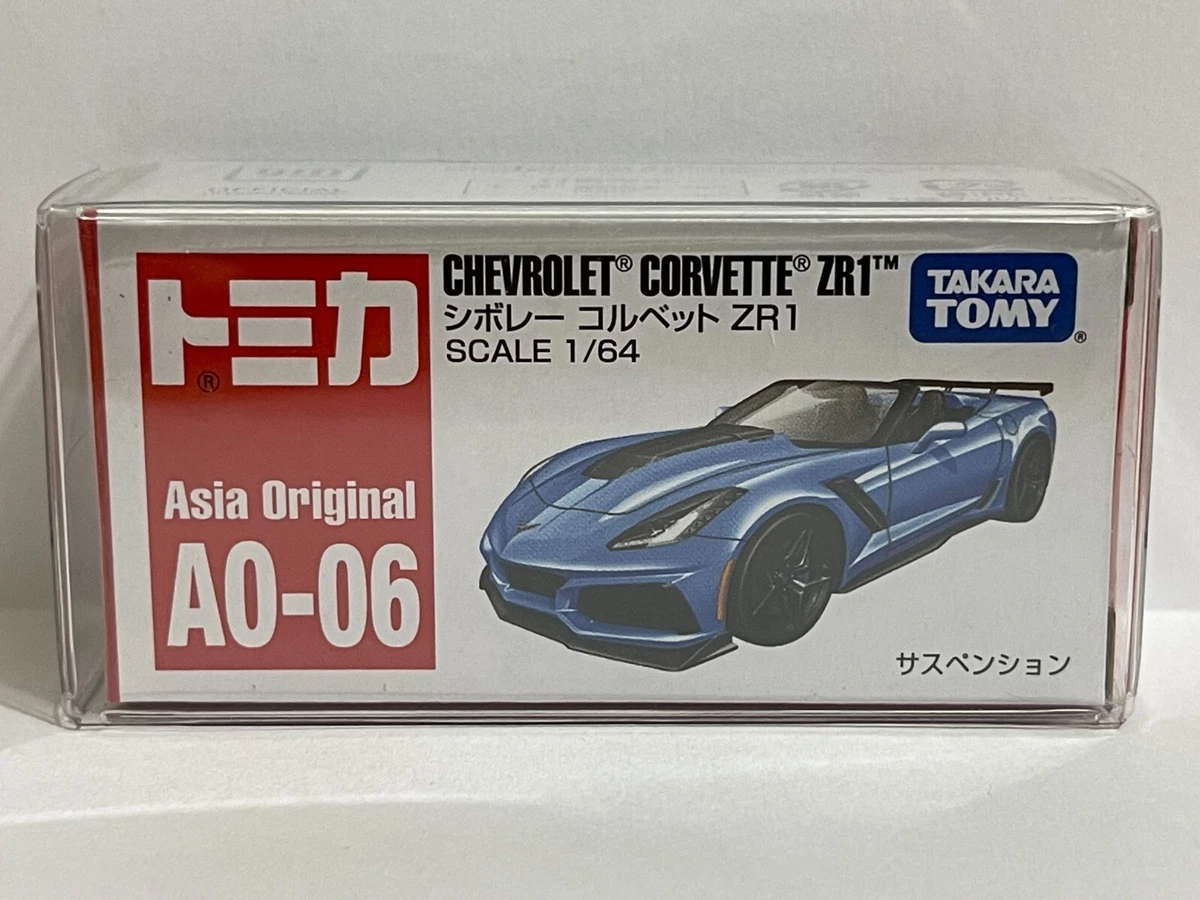 トミカ®
Asia Original
AO-06
CHEVROLET® CORVETTE® ZR1™
シボレー コルベット ZR1
SCALE 1/64
TAKARA
TOMY®
サスペンション